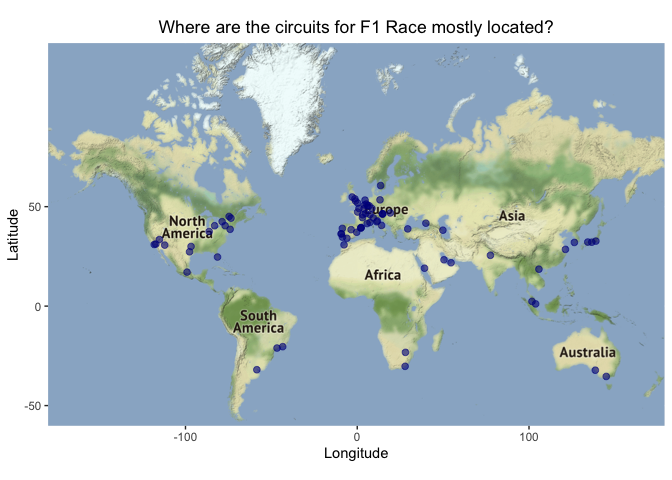 Where are the circuits for F1 Race mostly located?
50
0
-50
Latitude
North
America
Europe
Asia
Africa
South
America
Australia
-100
0
100
Longitude